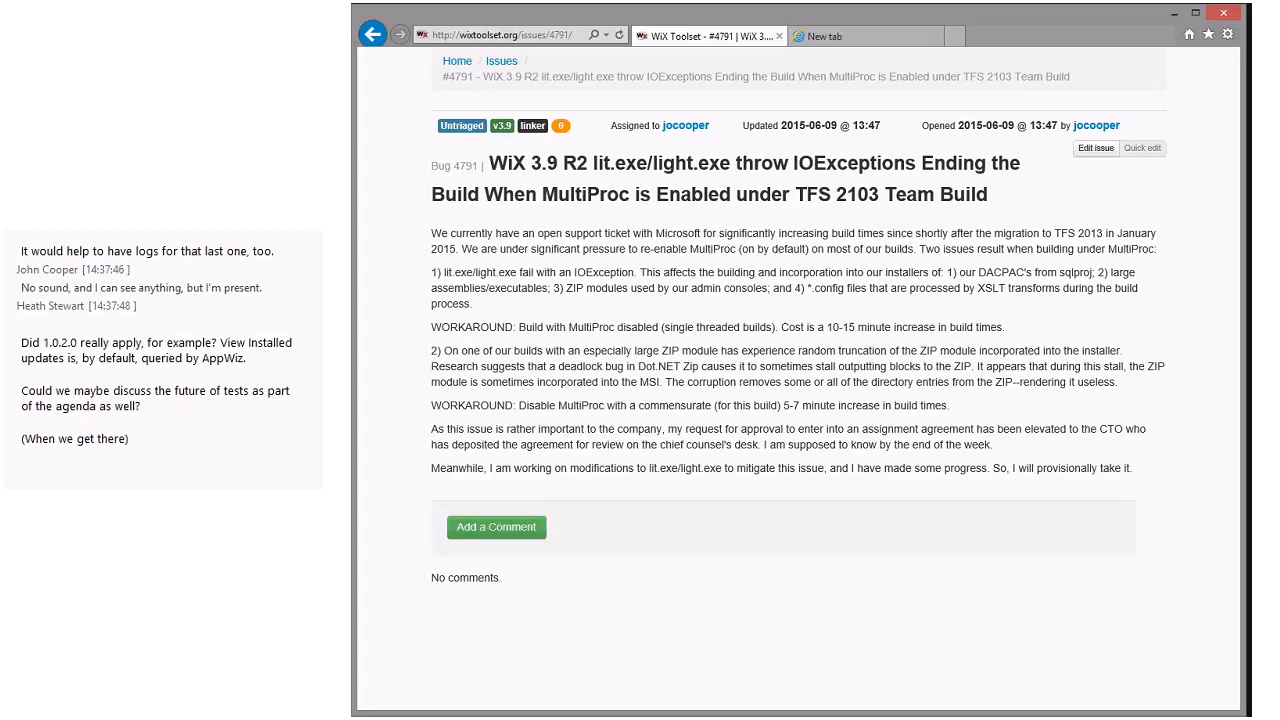 It would help to have logs for that last one, too.
John Cooper [14:37:46 ]
No sound, and I can see anything, but I'm present.
Heath Stewart [14:37:48 ]
Did 1.0.2.0 really apply, for example? View Installed
updates is, by default, queried by AppWiz.
Could we maybe discuss the future of tests as part
of the agenda as well?
(When we get there)
http://wixtoolset.org/issues/4791/
WiX Toolset - #4791 | WiX 3....
New tab
Home / Issues /
#4791 - WiX 3.9 R2 lit.exe/light.exe throw IOExceptions Ending the Build When MultiProc is Enabled under TFS 2103 Team Build
Untriaged v3.9 linker 0 Assigned to jocooper Updated 2015-06-09 @ 13:47 Opened 2015-06-09 @ 13:47 by jocooper
Edit issue Quick edit
Bug 4791 | WiX 3.9 R2 lit.exe/light.exe throw IOExceptions Ending the
Build When MultiProc is Enabled under TFS 2103 Team Build
We currently have an open support ticket with Microsoft for significantly increasing build times since shortly after the migration to TFS 2013 in January
2015. We are under significant pressure to re-enable MultiProc (on by default) on most of our builds. Two issues result when building under MultiProc:
1) lit.exe/light.exe fail with an IOException. This affects the building and incorporation into our installers of: 1) our DACPAC's from sqlproj; 2) large
assemblies/executables; 3) ZIP modules used by our admin consoles; and 4) *.config files that are processed by XSLT transforms during the build
process.
WORKAROUND: Build with MultiProc disabled (single threaded builds). Cost is a 10-15 minute increase in build times.
2) On one of our builds with an especially large ZIP module has experience random truncation of the ZIP module incorporated into the installer.
Research suggests that a deadlock bug in Dot.NET Zip causes it to sometimes stall outputting blocks to the ZIP. It appears that during this stall, the ZIP
module is sometimes incorporated into the MSI. The corruption removes some or all of the directory entries from the ZIP--rendering it useless.
WORKAROUND: Disable MultiProc with a commensurate (for this build) 5-7 minute increase in build times.
As this issue is rather important to the company, my request for approval to enter into an assignment agreement has been elevated to the CTO who
has deposited the agreement for review on the chief counsel's desk. I am supposed to know by the end of the week.
Meanwhile, I am working on modifications to lit.exe/light.exe to mitigate this issue, and I have made some progress. So, I will provisionally take it.
Add a Comment
No comments.